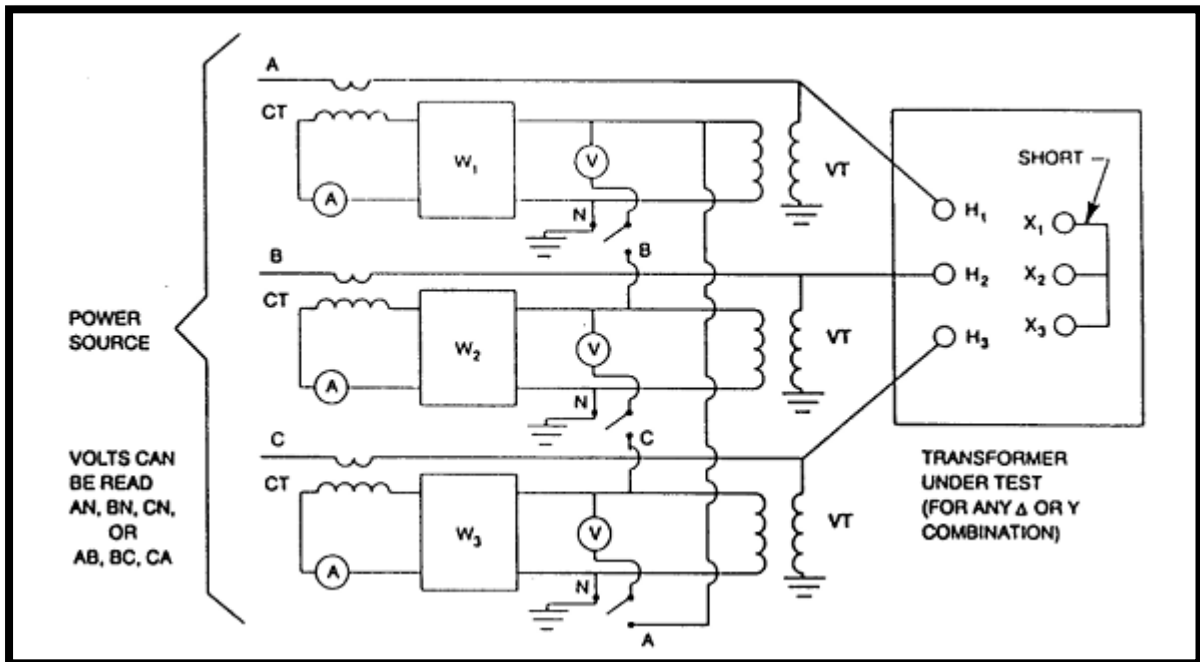 A
CT
W1
V
A
VT
N
B
B
CT
W2
V
A
VT
N
C
C
CT
W3
V
A
VT
N
A
POWER
SOURCE
VOLTS CAN
BE READ
AN, BN, CN,
OR
AB, BC, CA
SHORT
H1
X1
H2
X2
H3
X3
TRANSFORMER
UNDER TEST
(FOR ANY Δ OR Y
COMBINATION)